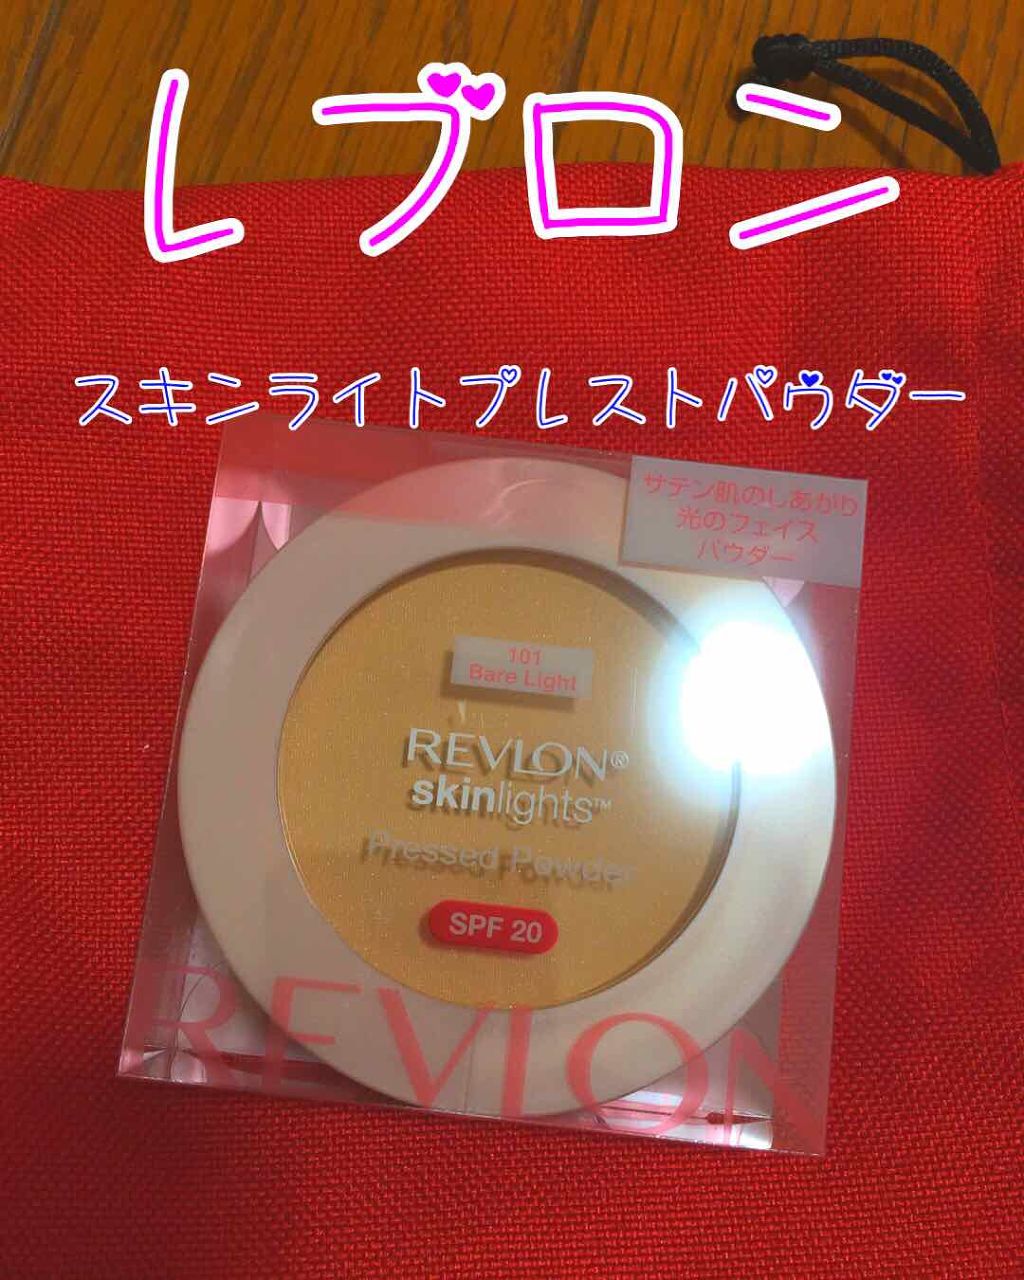 レブロン
スキンライトプレストパウダー
サテン肌のしあがり
光のフェイス
パウダー
101
Bare Light
REVLON®
skinlights™
Pressed Powder
SPF 20
REVLON